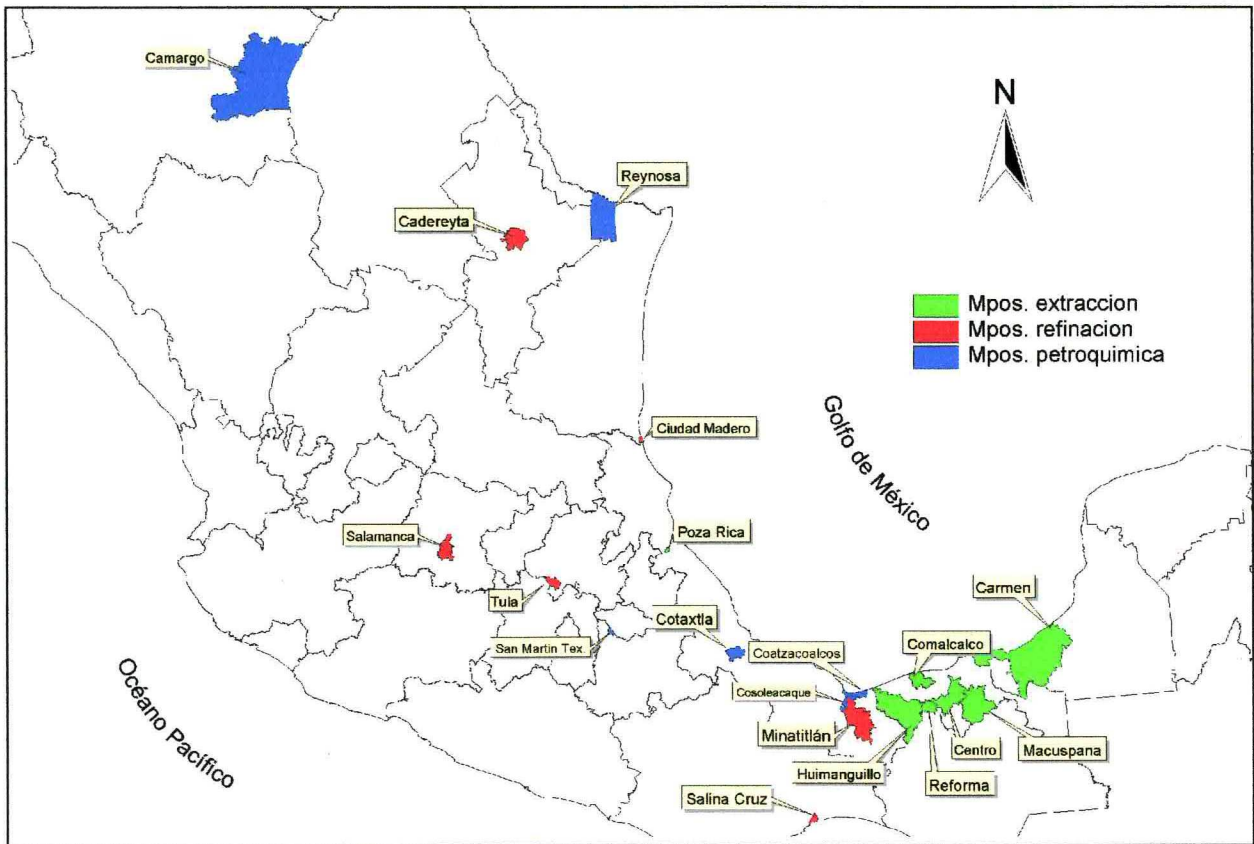 Camargo
N
Reynosa
Cadereyta
Mpos. extraccion
Mpos. refinacion
Mpos. petroquimica
Golfo de México
Ciudad Madero
Salamanca
Poza Rica
Tula
San Martin Tex.
Cotaxtla
Carmen
Comalcalco
Coatzacoalcos
Cosoleacaque
Minatitlán
Huimanguillo
Centro
Macuspana
Reforma
Salina Cruz
Océano Pacífico